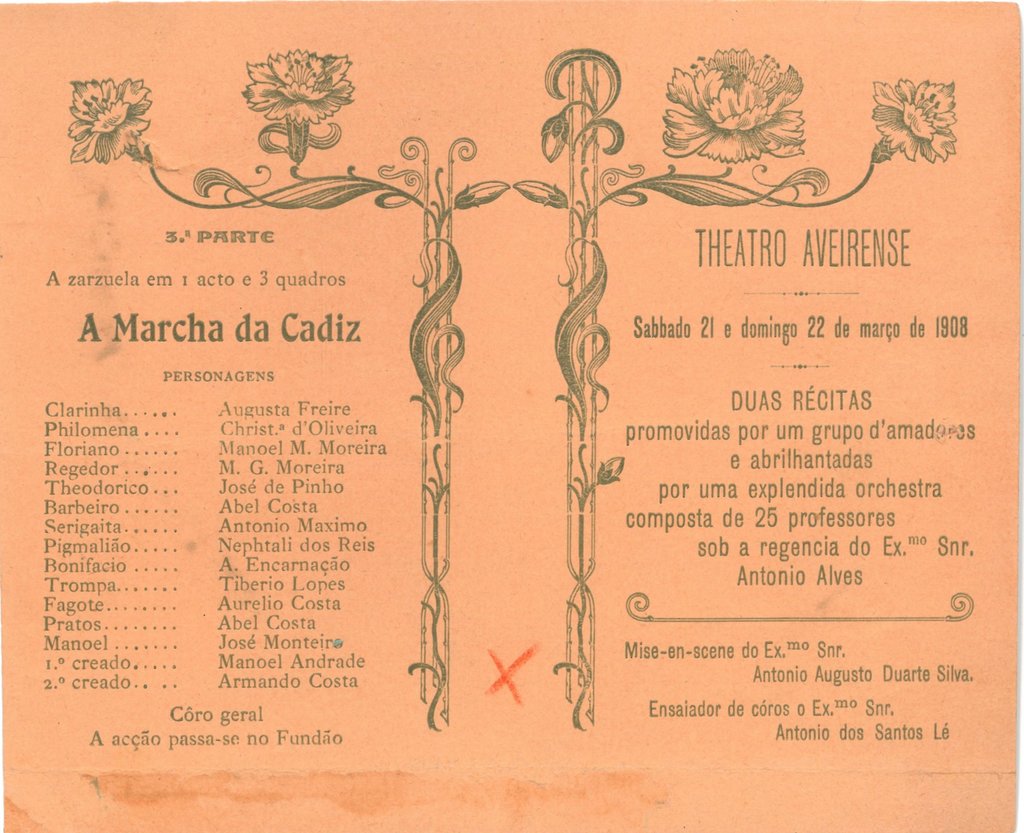 3.ª PARTE
A zarzuela em 1 acto e 3 quadros
A Marcha da Cadiz
PERSONAGENS
Clarinha...... Augusta Freire
Philomena.... Christ.ª d'Oliveira
Floriano...... Manoel M. Moreira
Regedor...... M. G. Moreira
Theodorico... José de Pinho
Barbeiro...... Abel Costa
Serigaita...... Antonio Maximo
Pigmalião..... Nephtali dos Reis
Bonifacio..... A. Encarnação
Trompa....... Tiberio Lopes
Fagote........ Aurelio Costa
Pratos........ Abel Costa
Manoel....... José Monteiro
1.º creado..... Manoel Andrade
2.º creado.. .. Armando Costa
Côro geral
A acção passa-se no Fundão
THEATRO AVEIRENSE
Sabbado 21 e domingo 22 de março de 1908
DUAS RÉCITAS
promovidas por um grupo d'amadores
e abrilhantadas
por uma explendida orchestra
composta de 25 professores
sob a regencia do Ex.mo Snr.
Antonio Alves
Mise-en-scene do Ex.mo Snr.
Antonio Augusto Duarte Silva.
Ensaiador de córos o Ex.mo Snr.
Antonio dos Santos Lé